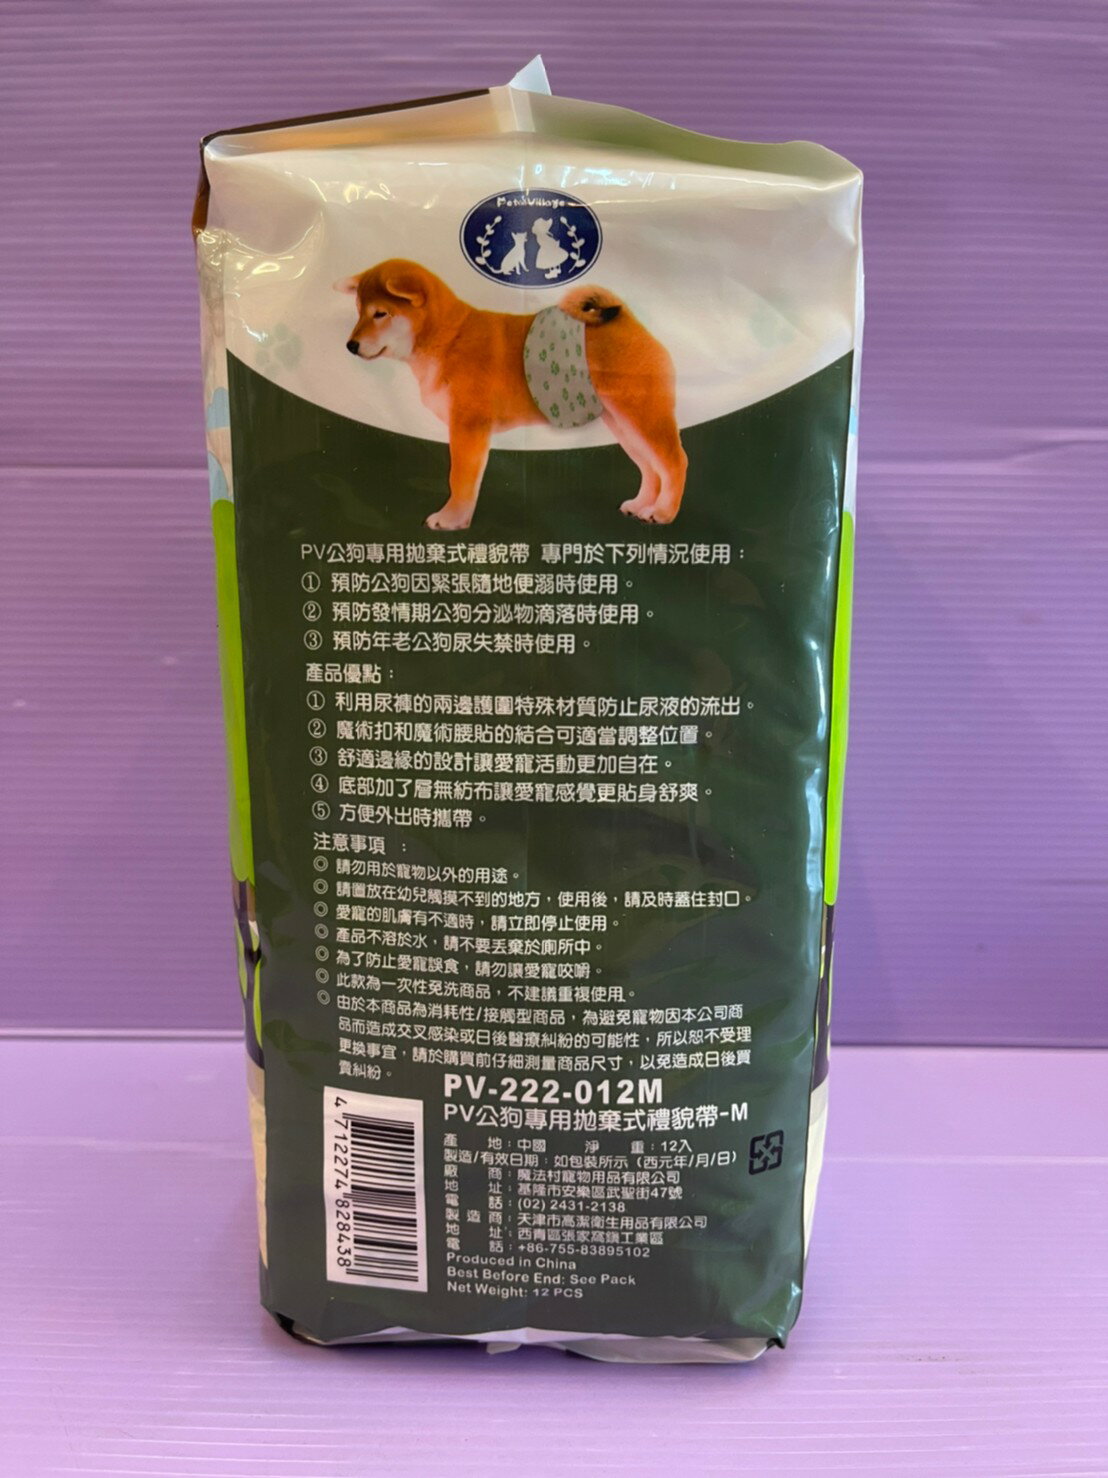 Pet Village
PV公狗專用拋棄式禮貌帶 專門於下列情況使用：
① 預防公狗因緊張隨地便溺時使用。
② 預防發情期公狗分泌物滴落時使用。
③ 預防年老公狗尿失禁時使用。
產品優點：
① 利用尿褲的兩邊護圍特殊材質防止尿液的流出。
② 魔術扣和魔術腰貼的結合可適當調整位置。
③ 舒適邊緣的設計讓愛寵活動更加自在。
④ 底部加了層無紡布讓愛寵感覺更貼身舒爽。
⑤ 方便外出時攜帶。
注意事項 ：
◎ 請勿用於寵物以外的用途。
◎ 請置放在幼兒觸摸不到的地方，使用後，請及時蓋住封口。
◎ 愛寵的肌膚有不適時，請立即停止使用。
◎ 產品不溶於水，請不要丟棄於廁所中。
◎ 為了防止愛寵誤食，請勿讓愛寵咬嚼。
◎ 此款為一次性免洗商品，不建議重複使用。
◎ 由於本商品為消耗性/接觸型商品，為避免寵物因本公司商
品而造成交叉感染或日後醫療糾紛的可能性，所以恕不受理
更換事宜，請於購買前仔細測量商品尺寸，以免造成日後買
賣糾紛。
PV-222-012M
PV公狗專用拋棄式禮貌帶-M
產 地：中國 淨 重：12入
製造/有效日期：如包裝所示（西元年/月/日）
廠 商：魔法村寵物用品有限公司
地 址：基隆市安樂區武聖街47號
電 話：(02) 2431-2138
製 造 商：天津市高潔衛生用品有限公司
地 址：西青區張家窩鎮工業區
電 話：+86-755-83895102
Produced in China
Best Before End: See Pack
Net Weight: 12 PCS
4 712274 828438